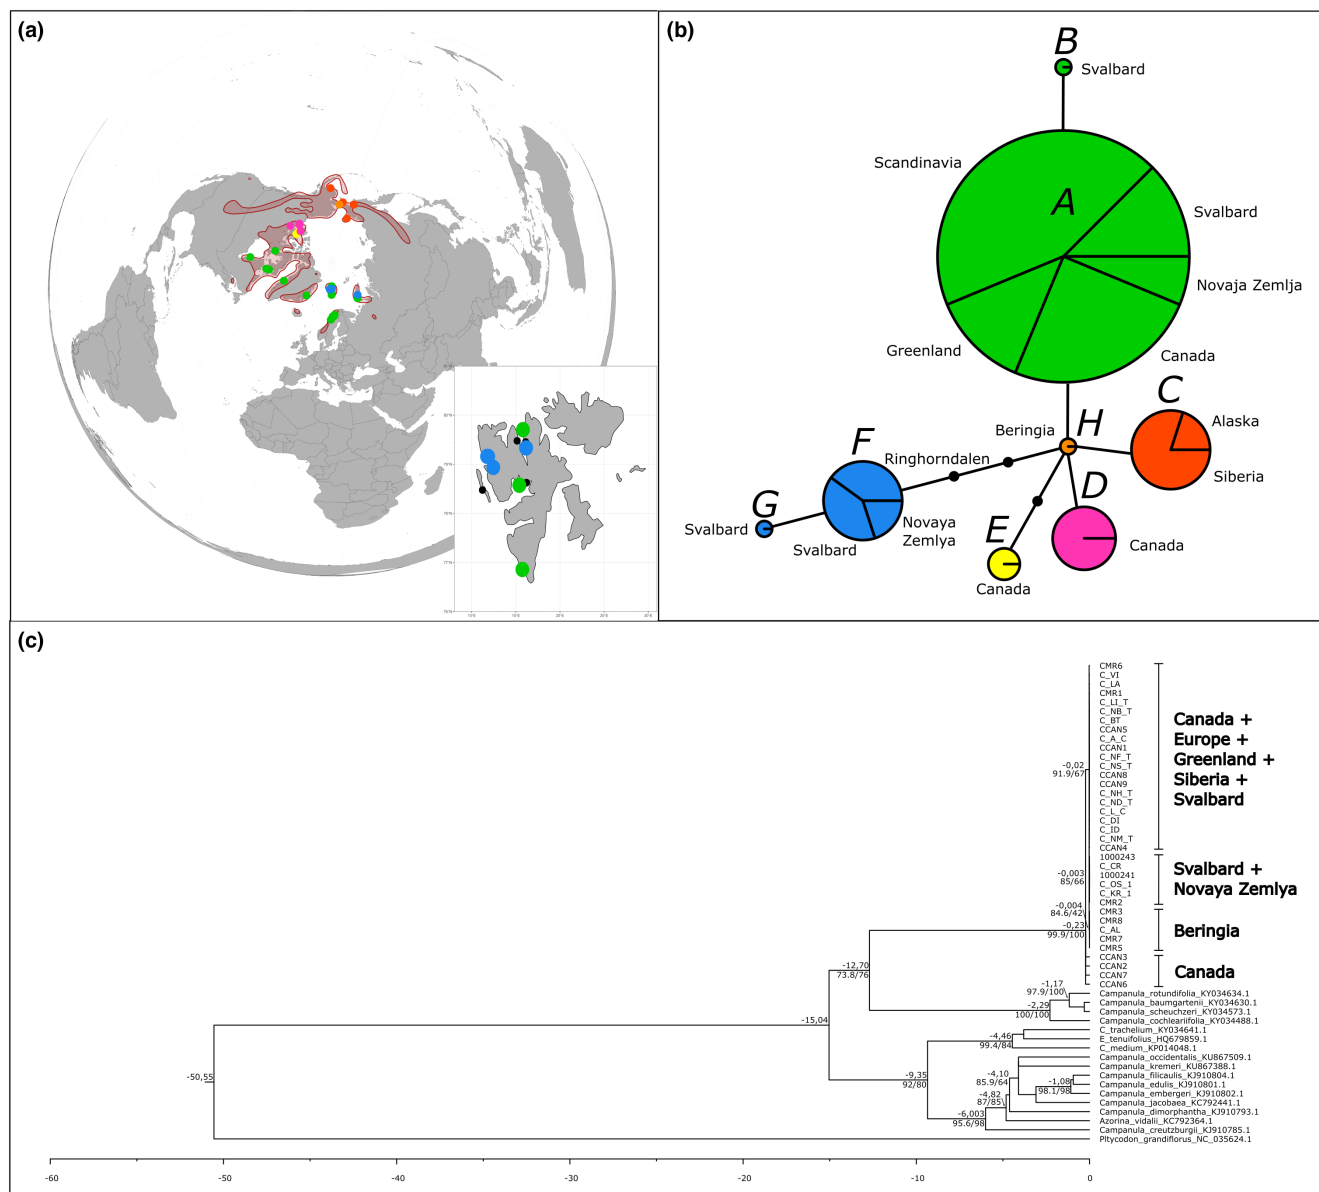 (a)
(b)
B
Svalbard
Scandinavia
A
Svalbard
Novaja Zemlja
Greenland
Canada
C
Beringia
H
Alaska
F
Ringhorndalen
Siberia
D
G
Svalbard
Novaya
Zemlya
Svalbard
E
Canada
Canada
(c)
CMR6
C_VI
C_LA
CMR1
C_LI_T
C_NB_T
C_BT
CCAN5
C_A_C
CCAN1
C_NF_T
C_NS_T
CCAN8
CCAN9
C_NH_T
C_ND_T
C_L_C
C_DI
C_ID
C_NM_T
CCAN4
1000243
C_CR
1000241
C_OS_1
C_KR_1
CMR2
CMR3
CMR8
C_AL
CMR7
CMR5
CCAN3
CCAN2
CCAN7
CCAN6
Campanula_rotundifolia_KY034634.1
Campanula_baumgartenii_KY034630.1
Campanula_scheuchzeri_KY034573.1
Campanula_cochleariifolia_KY034488.1
C_trachelium_KY034641.1
E_tenuifolius_HQ679859.1
C_medium_KP014048.1
Campanula_occidentalis_KU867509.1
Campanula_kremeri_KU867388.1
Campanula_filicaulis_KJ910804.1
Campanula_edulis_KJ910801.1
Campanula_embergeri_KJ910802.1
Campanula_jacobaea_KC792441.1
Campanula_dimorphantha_KJ910793.1
Azorina_vidalii_KC792364.1
Campanula_creutzburgii_KJ910785.1
Pltycodon_grandiflorus_NC_035624.1
Canada +
Europe +
Greenland +
Siberia +
Svalbard
Svalbard +
Novaya Zemlya
Beringia
Canada
-0,02
91.9/67
-0,003
85/66
-0,004
84.6/42
-0,23
99.9/100
-12,70
73.8/76
-1,17
97.9/100
-2,29
100/100
-15,04
-4,46
99.4/84
-50,55
-9,35
92/80
-4,10
85.9/64
-1,08
98.1/98
-4,82
87/85
-6,003
95.6/98
-60
-50
-40
-30
-20
-10
0